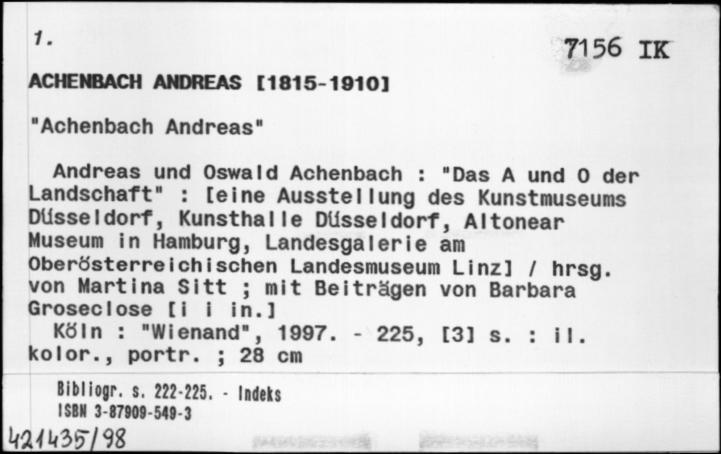 1.
7156 IK
ACHENBACH ANDREAS [1815-1910]
"Achenbach Andreas"
Andreas und Oswald Achenbach : "Das A und O der
Landschaft" : [eine Ausstellung des Kunstmuseums
Düsseldorf, Kunsthalle Düsseldorf, Altonear
Museum in Hamburg, Landesgalerie am
Oberösterreichischen Landesmuseum Linz] / hrsg.
von Martina Sitt ; mit Beiträgen von Barbara
Groseclose [i i in.]
Köln : "Wienand", 1997. - 225, [3] s. : il.
kolor., portr. ; 28 cm
Bibliogr. s. 222-225. - Indeks
ISBN 3-87909-549-3
421435/98